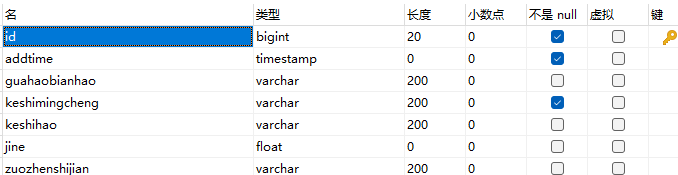 名 类型 长度 小数点 不是 null 虚拟 键
id bigint 20 0
addtime timestamp 0 0
guahaobianhao varchar 200 0
keshimingcheng varchar 200 0
keshihao varchar 200 0
jine float 0 0
zuozhenshijian varchar 200 0